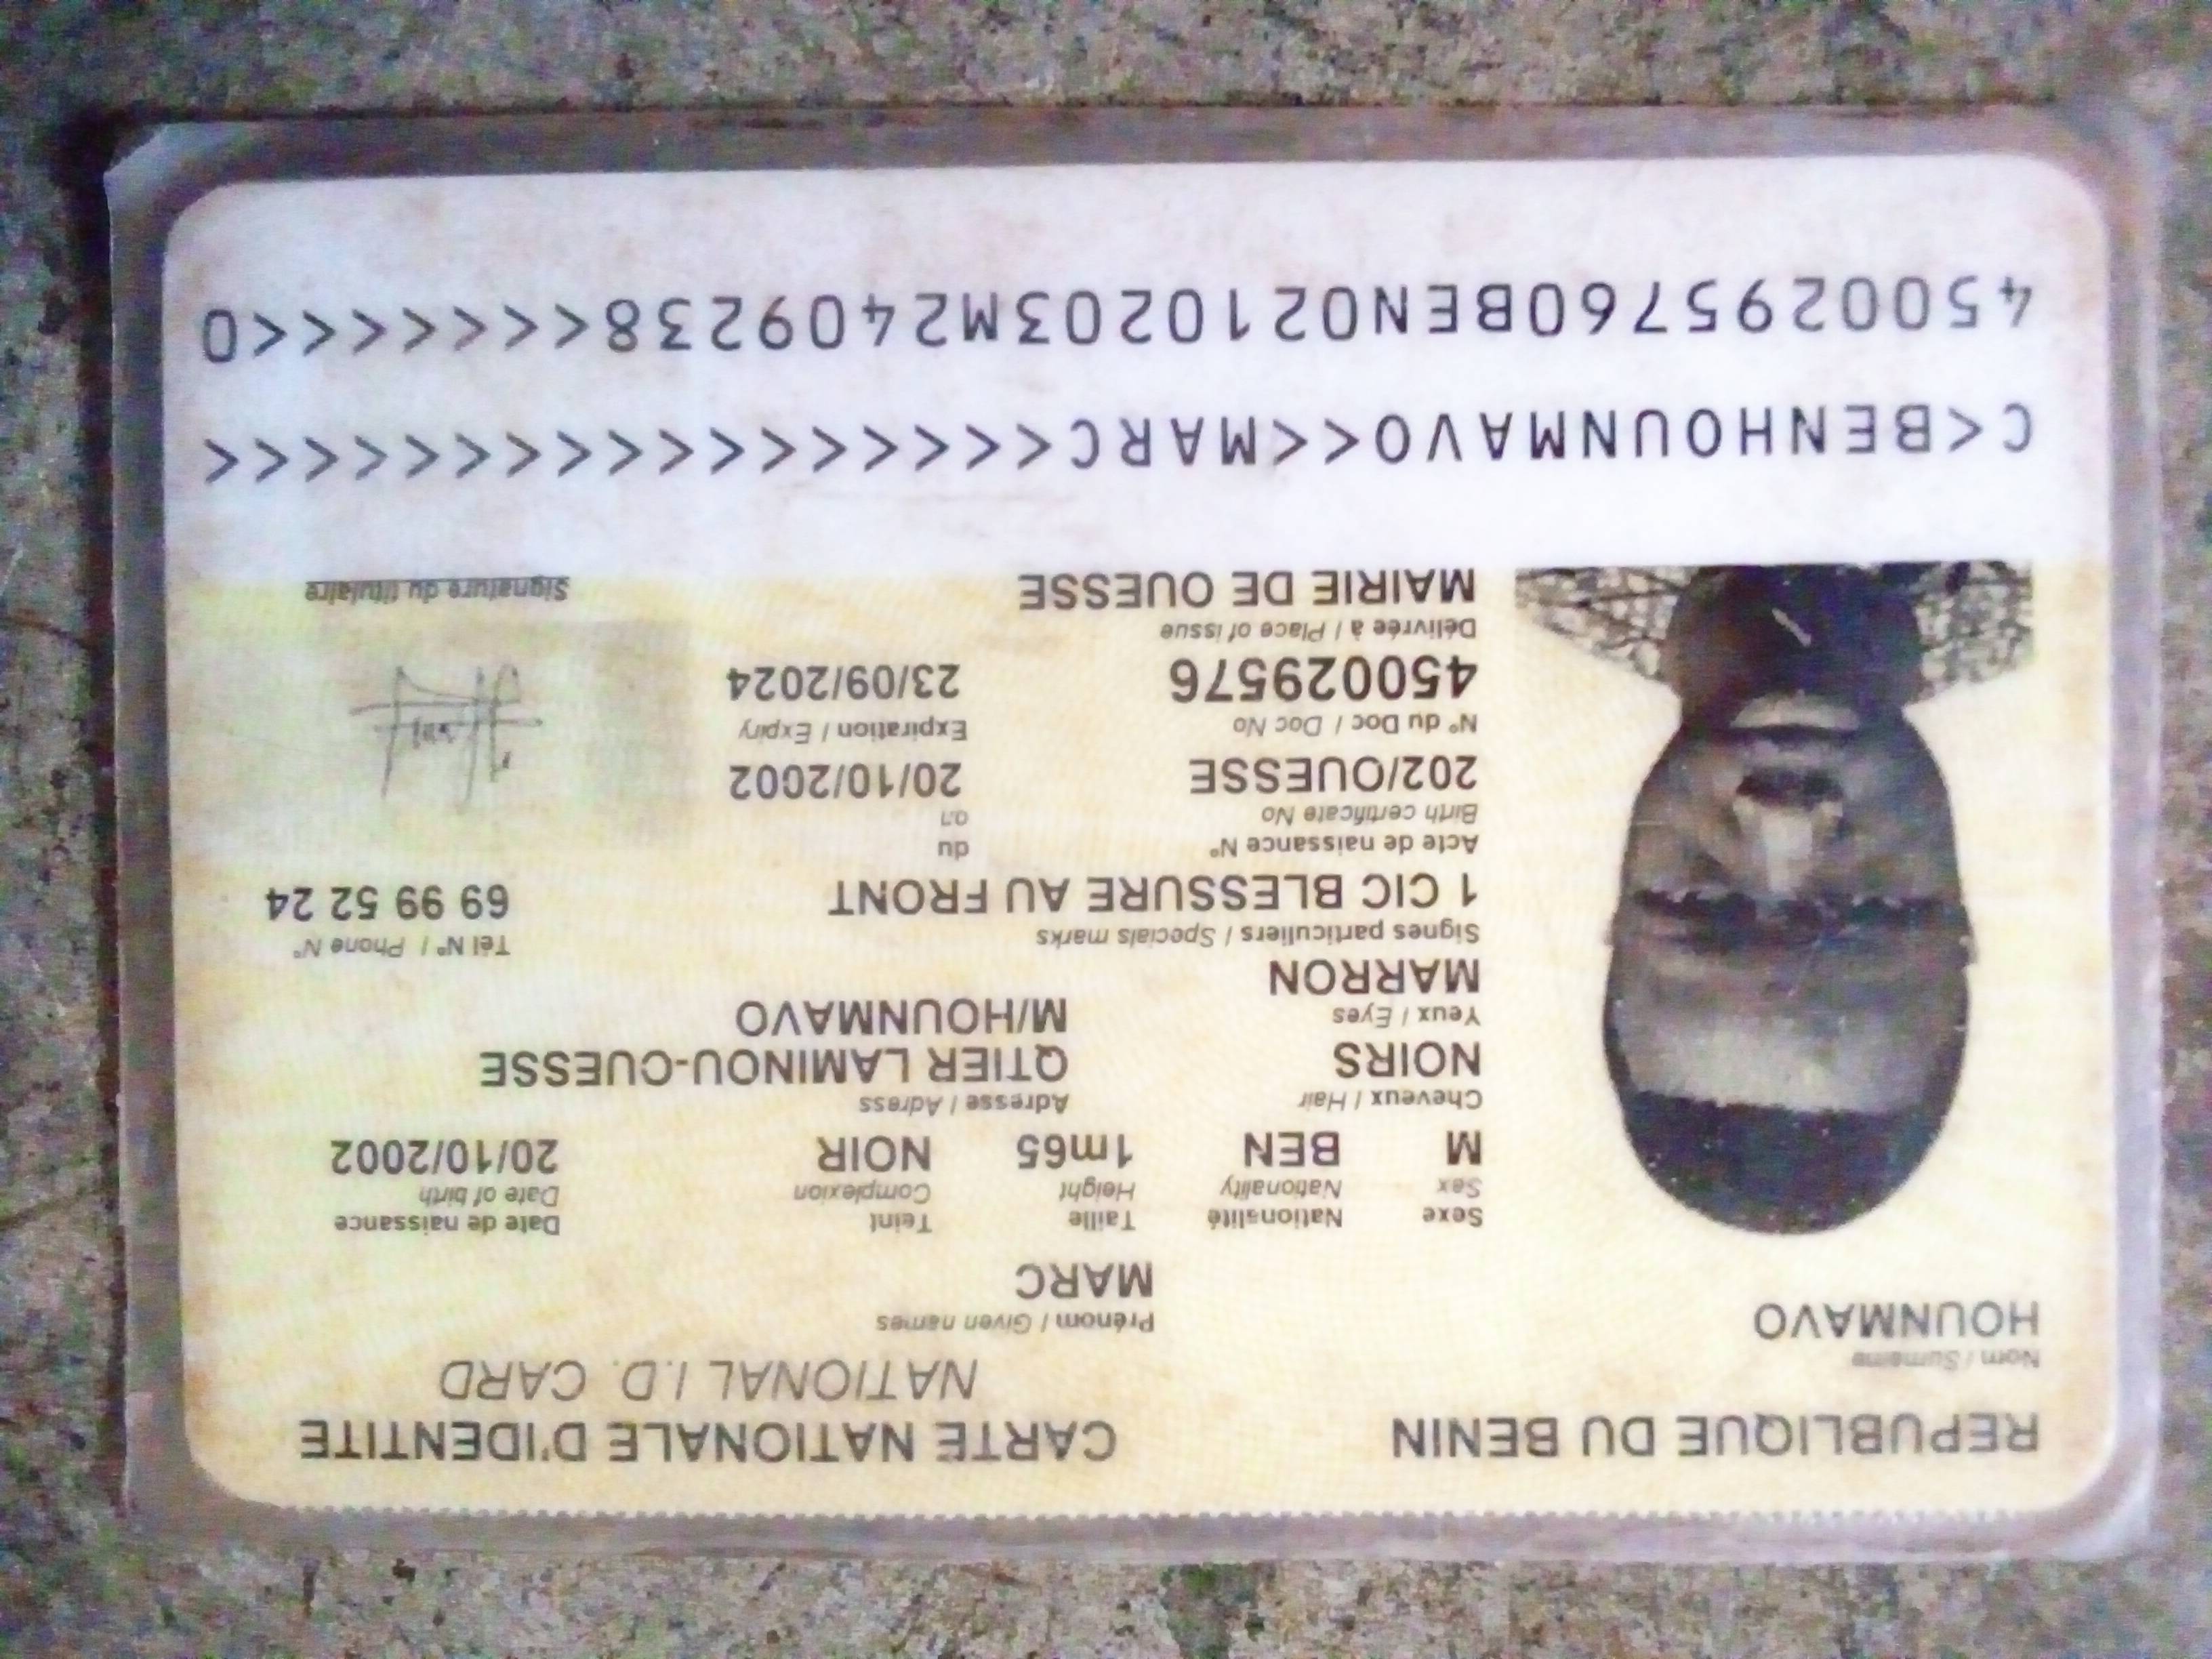 REPUBLIQUE DU BENIN
CARTE NATIONALE D'IDENTITE
NATIONAL I.D. CARD
Nom / Surname
HOUNMAVO
Prénom / Given names
MARC
Sexe Nationalité Taille Teint Date de naissance
Sex Nationality Height Complexion Date of birth
M BEN 1m65 NOIR 20/10/2002
Cheveux / Hair Adresse / Adress
NOIRS QTIER LAMINOU-OUESSE
Yeux / Eyes M/HOUNMAVO
MARRON
Signes particuliers / Specials marks Tél N° / Phone N°
1 CIC BLESSURE AU FRONT 69 99 52 24
Acte de naissance N° du
Birth certificate No
202/OUESSE 20/10/2002
N° du Doc / Doc No Expiration / Expiry
450029576 23/09/2024
Délivrée à / Place of issue
MAIRIE DE OUESSE
Signature du titulaire
C<BENHOUNMAVO<<MARC<<<<<<<<<<<<<<<<<
4500295760BEN0210203M2409238<<<<<<<0